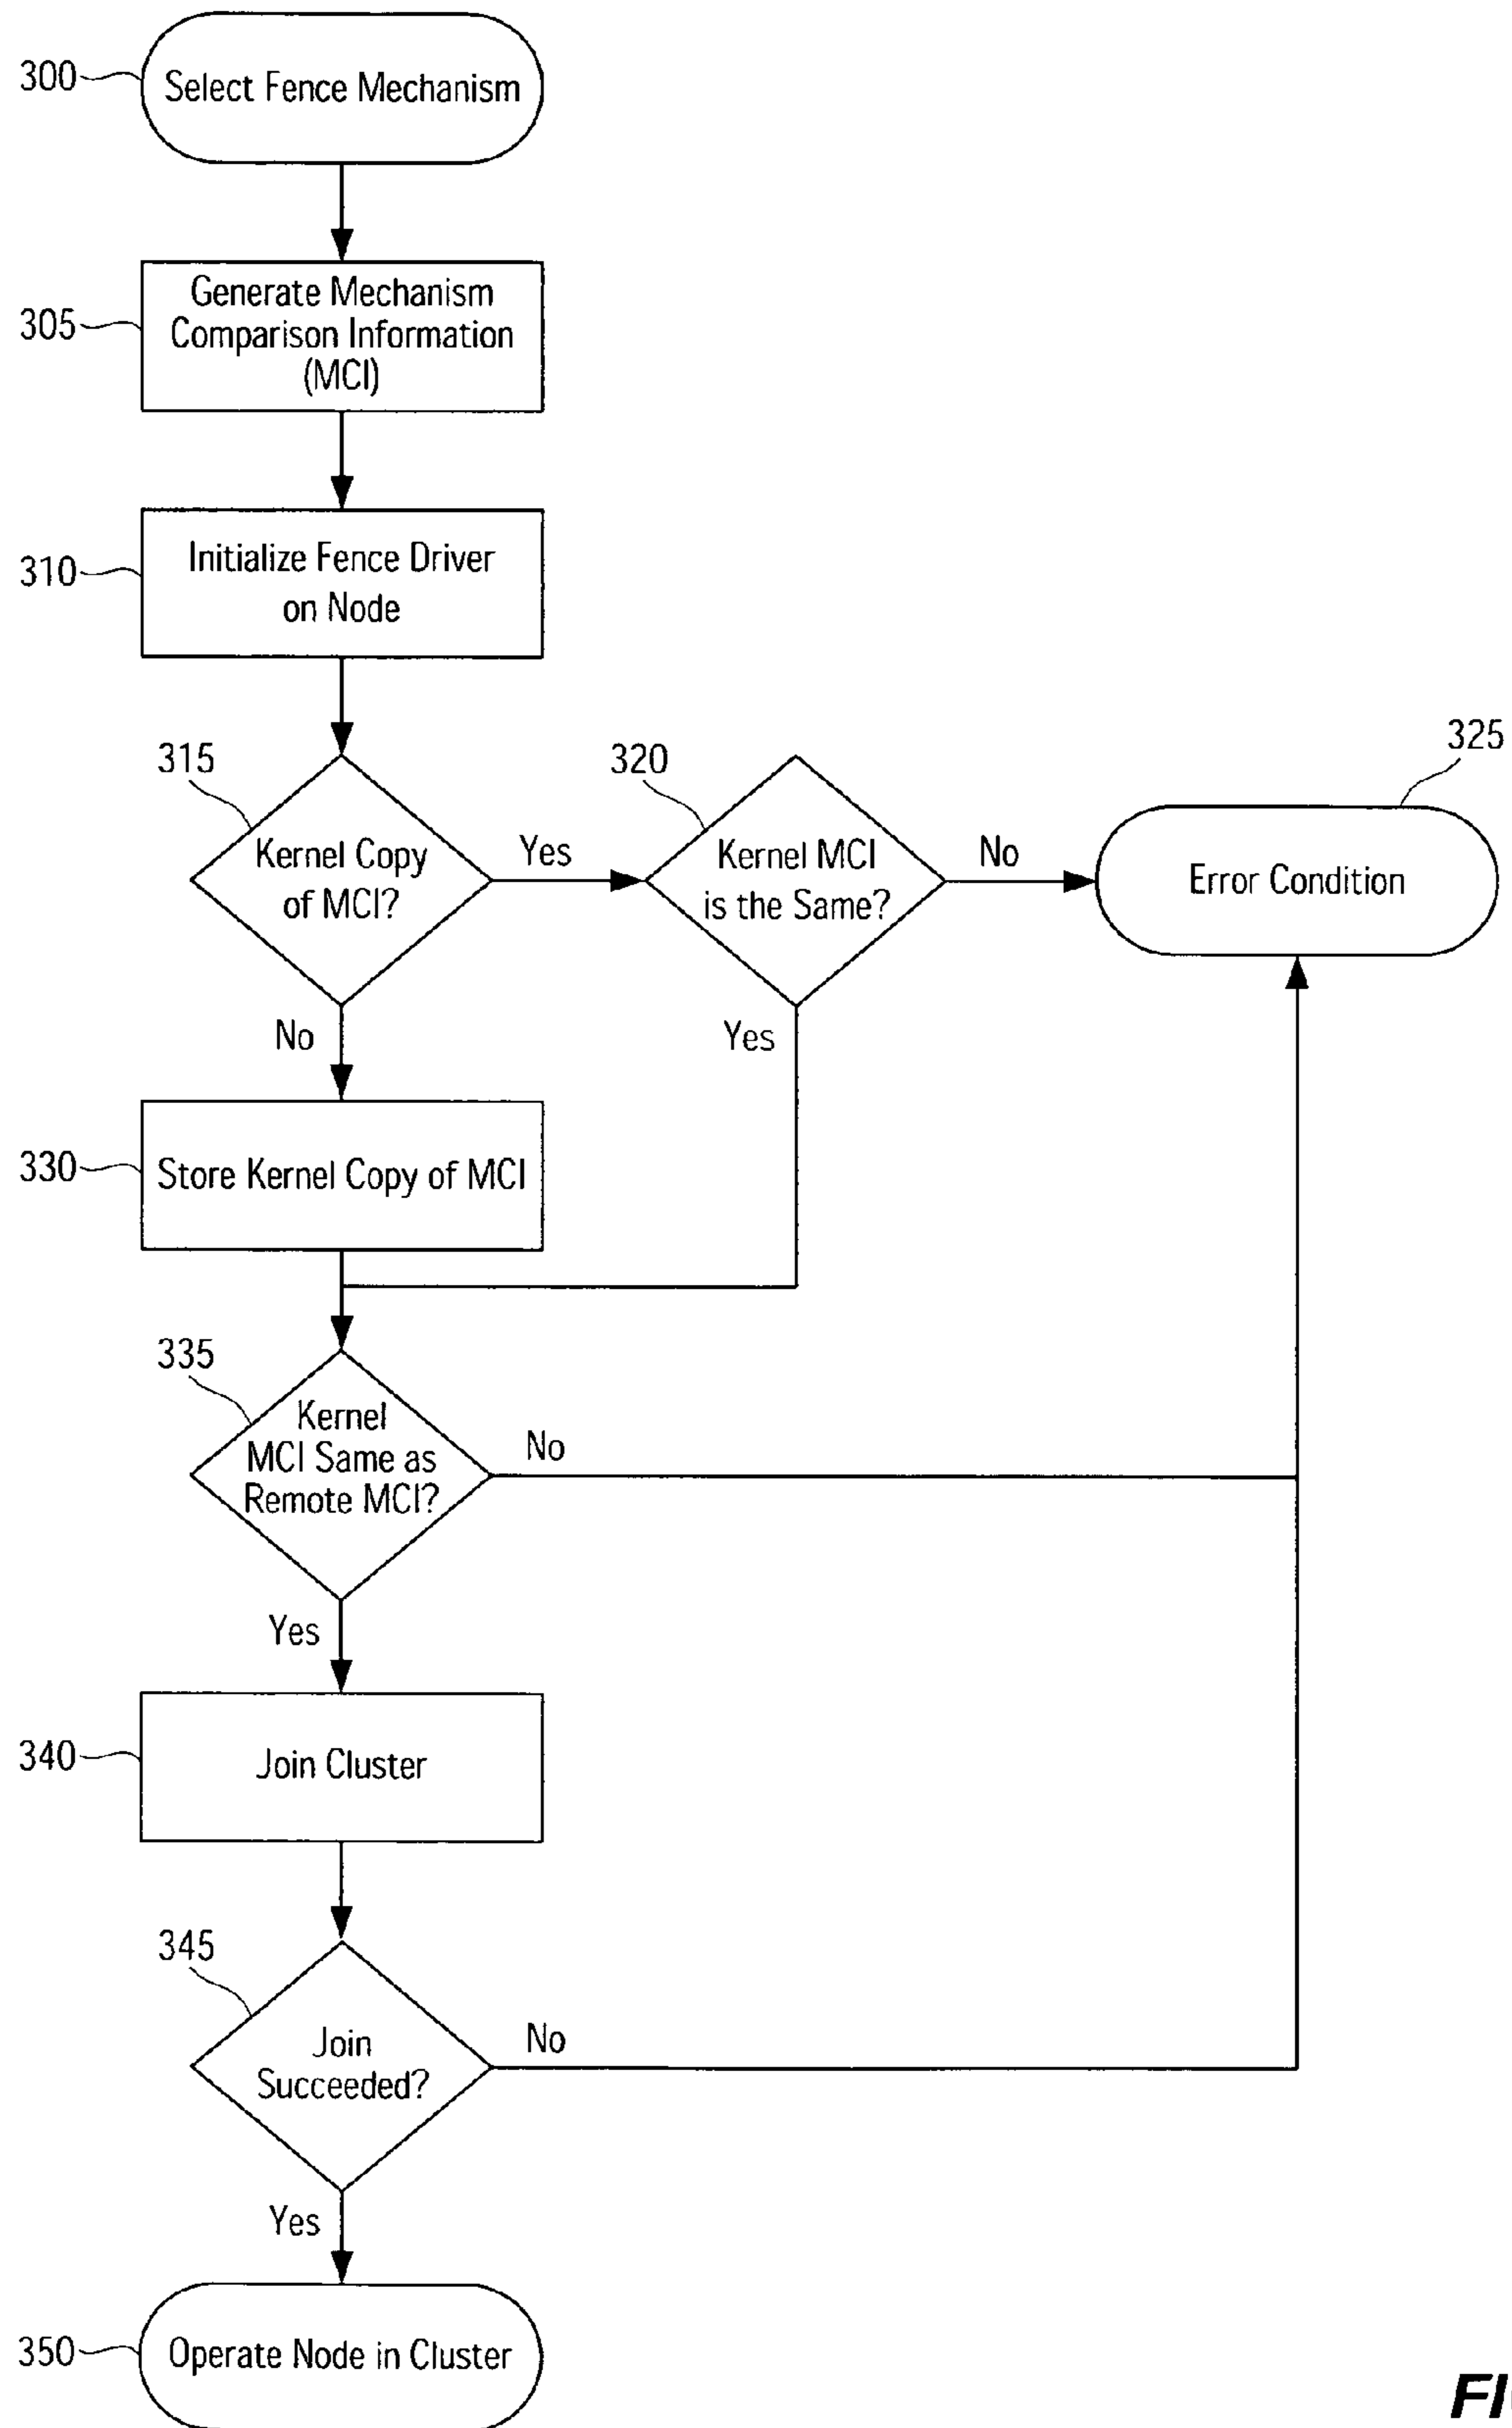 300
Select Fence Mechanism
305
Generate Mechanism
Comparison Information
(MCI)
310
Initialize Fence Driver
on Node
315
Kernel Copy
of MCI?
Yes
No
320
Kernel MCI
is the Same?
No
Yes
325
Error Condition
330
Store Kernel Copy of MCI
335
Kernel
MCI Same as
Remote MCI?
No
Yes
340
Join Cluster
345
Join
Succeeded?
No
Yes
350
Operate Node in Cluster